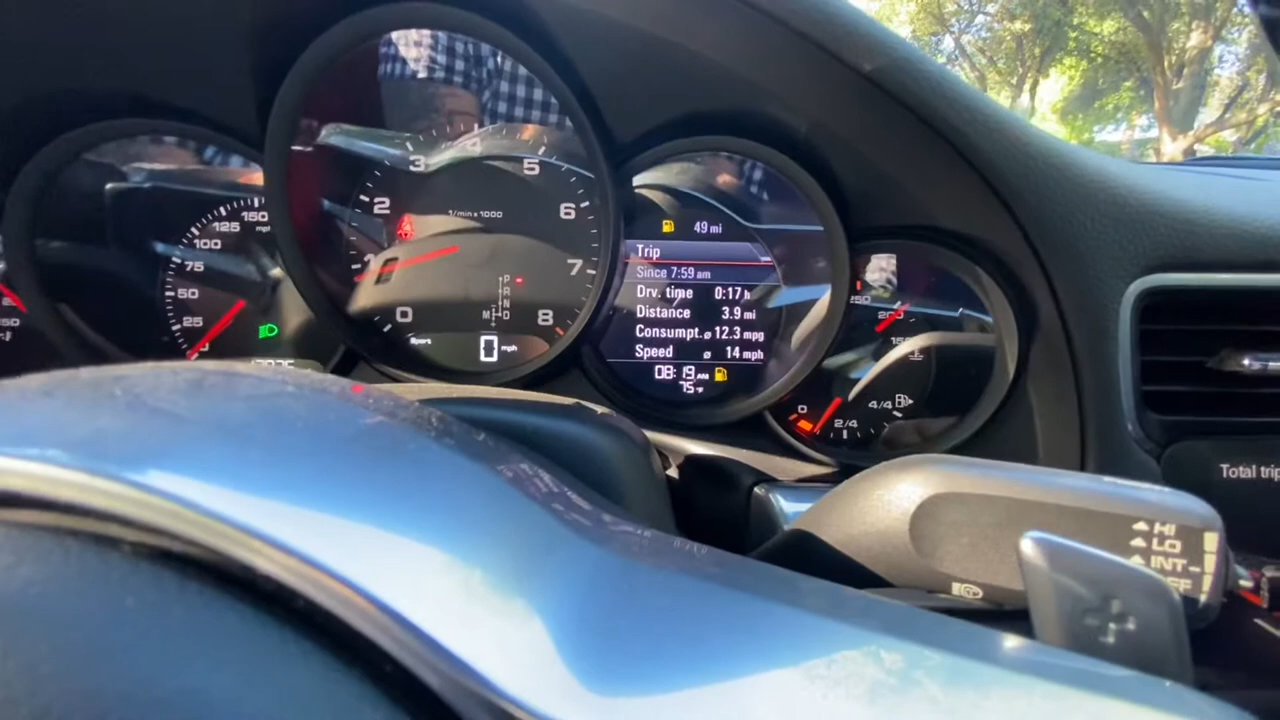 150
125
mph
100
75
50
25
3
4
5
2
6
1/min x 1000
1
7
0
8
P
R
N
M D
Sport
0 mph
49 mi
Trip
Since 7:59 am
Drv. time 0:17 h
Distance 3.9 mi
Consumpt. ø 12.3 mpg
Speed ø 14 mph
08:19 AM
75 °F
250
200
0
2/4
4/4
Total trip
HI
LO
INT